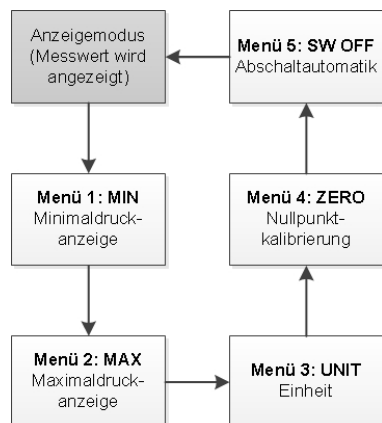 Anzeigemodus
(Messwert wird
angezeigt)
Menü 1: MIN
Minimaldruck-
anzeige
Menü 2: MAX
Maximaldruck-
anzeige
Menü 3: UNIT
Einheit
Menü 4: ZERO
Nullpunkt-
kalibrierung
Menü 5: SW OFF
Abschaltautomatik